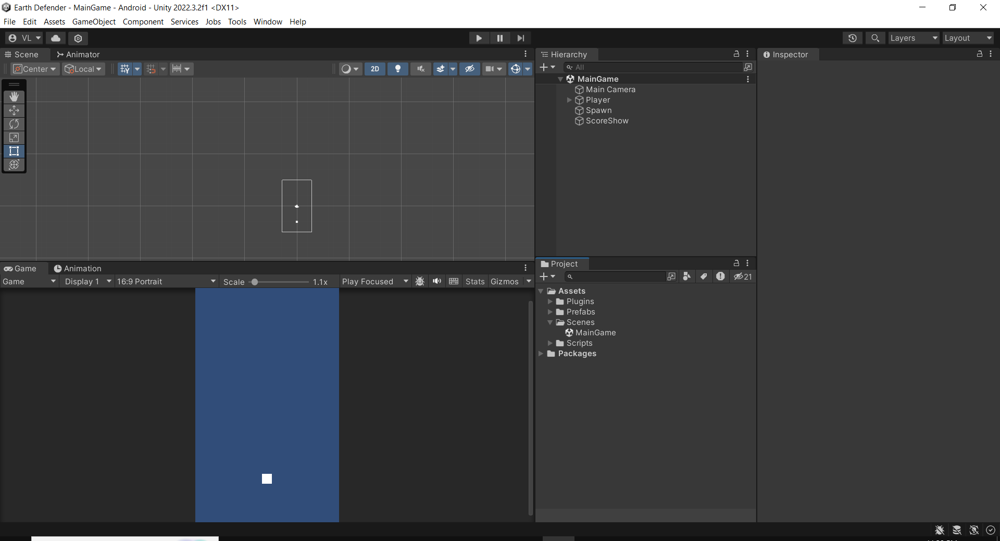 Earth Defender - MainGame - Android - Unity 2022.3.2f1 <DX11>
File Edit Assets GameObject Component Services Jobs Tools Window Help
VL
Layers Layout
Scene Animator
Center Local 2D
Hierarchy
All
MainGame
Main Camera
Player
Spawn
ScoreShow
Inspector
Game Animation
Game Display 1 16:9 Portrait Scale 1.1x Play Focused Stats Gizmos
Project
21
Assets
Plugins
Prefabs
Scenes
MainGame
Scripts
Packages